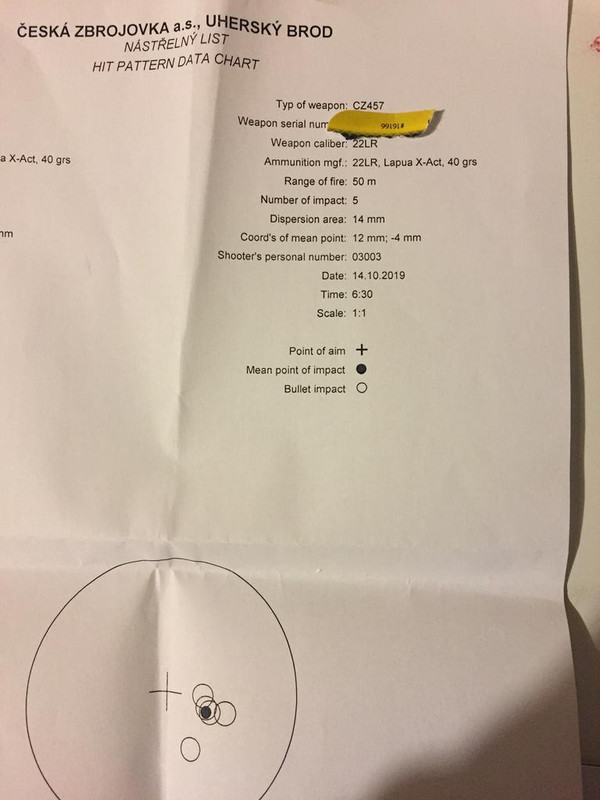 ČESKÁ ZBROJOVKA a.s., UHERSKÝ BROD
NÁSTŘELNÝ LIST
HIT PATTERN DATA CHART
Typ of weapon: CZ457
Weapon serial num
99191#
Weapon caliber: 22LR
a X-Act, 40 grs
Ammunition mgf.: 22LR, Lapua X-Act, 40 grs
Range of fire: 50 m
Number of impact: 5
Dispersion area: 14 mm
mm
Coord's of mean point: 12 mm; -4 mm
Shooter's personal number: 03003
Date: 14.10.2019
Time: 6:30
Scale: 1:1
Point of aim
Mean point of impact
Bullet impact